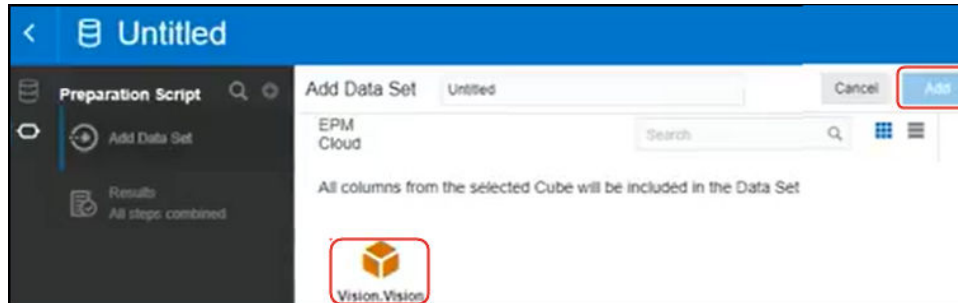 Untitled
Preparation Script
Add Data Set
Results
All steps combined
Add Data Set
Untitled
Cancel
Add
EPM
Cloud
Search
All columns from the selected Cube will be included in the Data Set
Vision.Vision